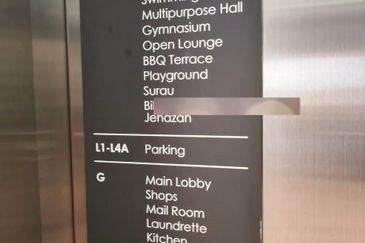 Multipurpose Hall
Gymnasium
Open Lounge
BBQ Terrace
Playground
Surau
Jenazah
L1-L4A Parking
G Main Lobby
Shops
Mail Room
Laundrette
Kitchen